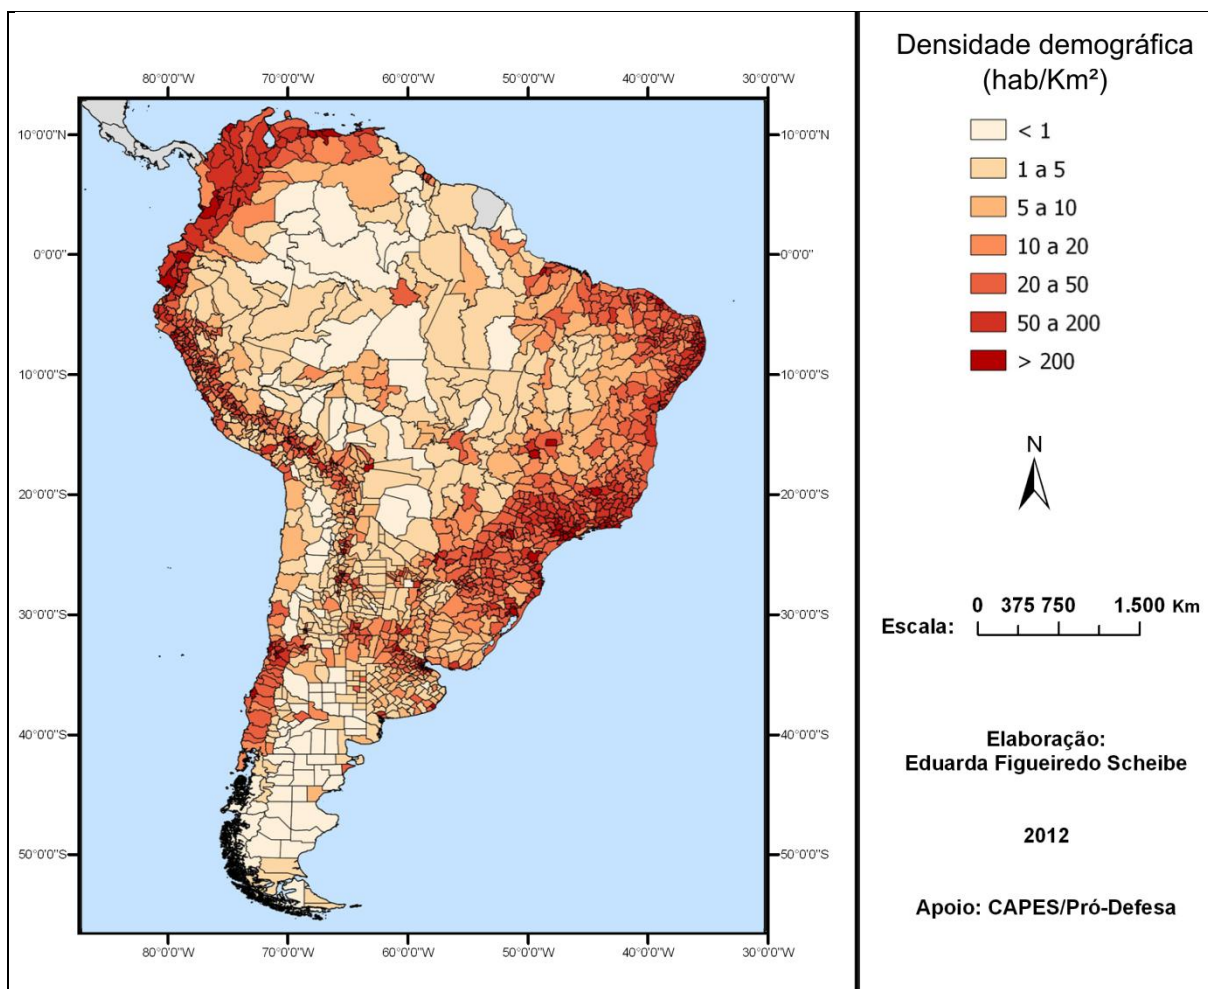 80°0'0"W 70°0'0"W 60°0'0"W 50°0'0"W 40°0'0"W
10°0'0"N 10°0'0"N
0°0'0" 0°0'0"
10°0'0"S 10°0'0"S
20°0'0"S 20°0'0"S
30°0'0"S 30°0'0"S
40°0'0"S 40°0'0"S
50°0'0"S 50°0'0"S
80°0'0"W 70°0'0"W 60°0'0"W 50°0'0"W 40°0'0"W 30°0'0"W
Densidade demográfica
(hab/Km²)
< 1
1 a 5
5 a 10
10 a 20
20 a 50
50 a 200
> 200
N
0 375 750 1.500 Km
Escala:
Elaboração:
Eduarda Figueiredo Scheibe
2012
Apoio: CAPES/Pró-Defesa